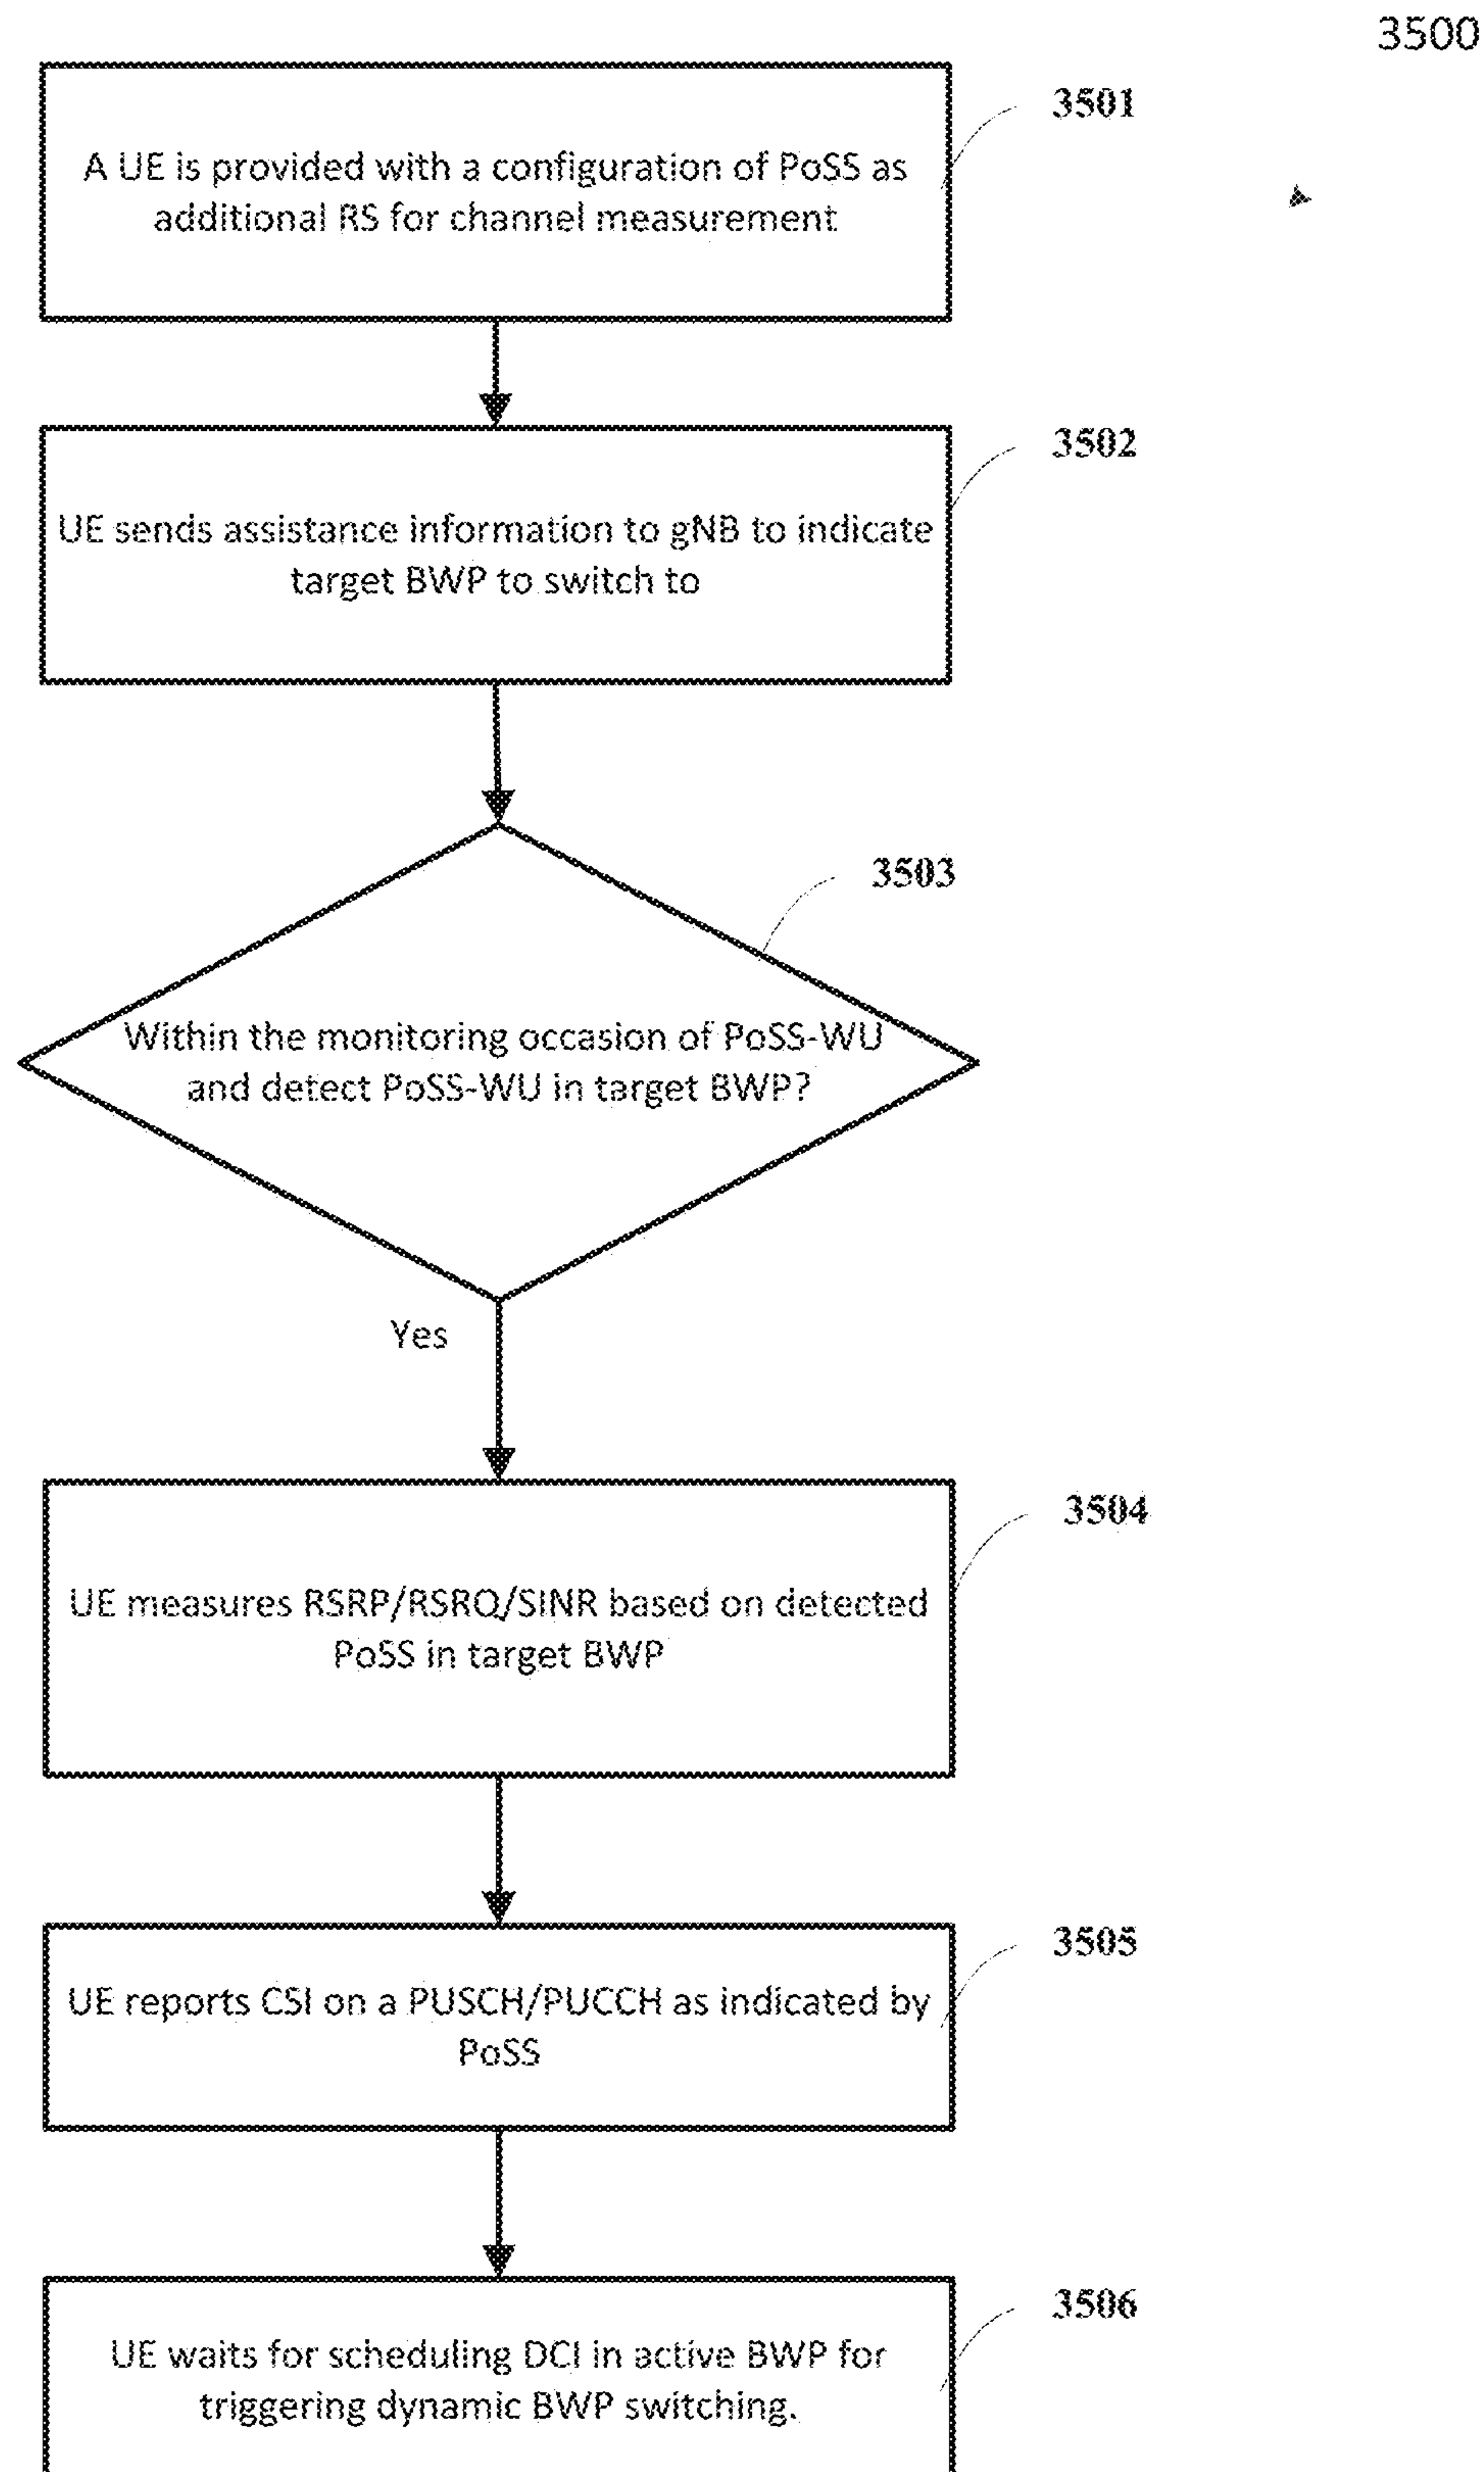 3500
3501
A UE is provided with a configuration of PoSS as
additional RS for channel measurement
3502
UE sends assistance information to gNB to indicate
target BWP to switch to
3503
Within the monitoring occasion of PoSS-WU
and detect PoSS-WU in target BWP?
Yes
3504
UE measures RSRP/RSRQ/SINR based on detected
PoSS in target BWP
3505
UE reports CSI on a PUSCH/PUCCH as indicated by
PoSS
3506
UE waits for scheduling DCI in active BWP for
triggering dynamic BWP switching.